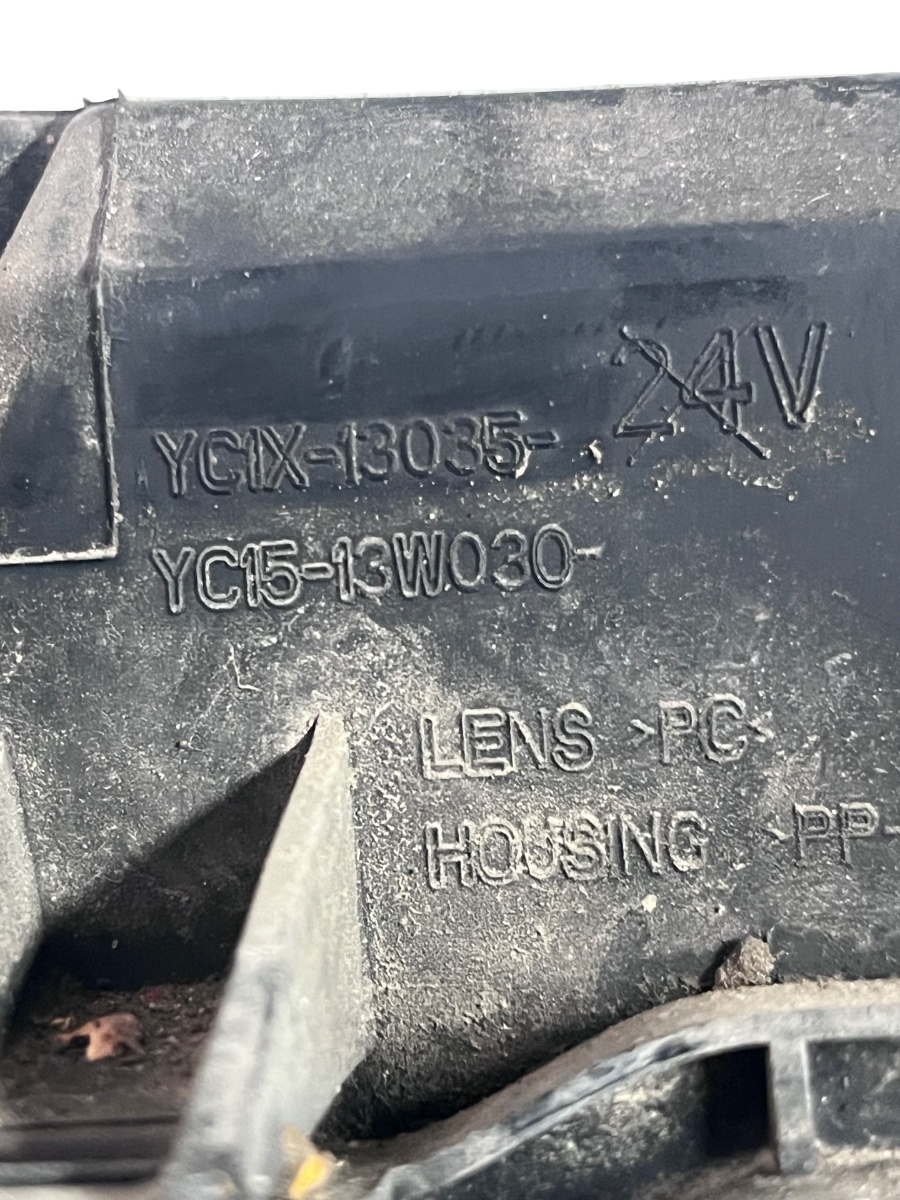 24V
YC1X-13035-
YC15-13W030-
LENS >PC<
HOUSING >PP-